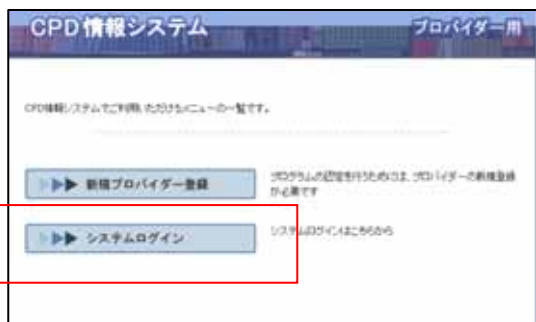 CPD情報システム
プロバイダー用
CPD情報システムでご利用いただけるメニューの一覧です。
新規プロバイダー登録
プログラムの認定を行うためには、プロバイダーの新規登録
が必要です
システムログイン
システムログインはこちらから